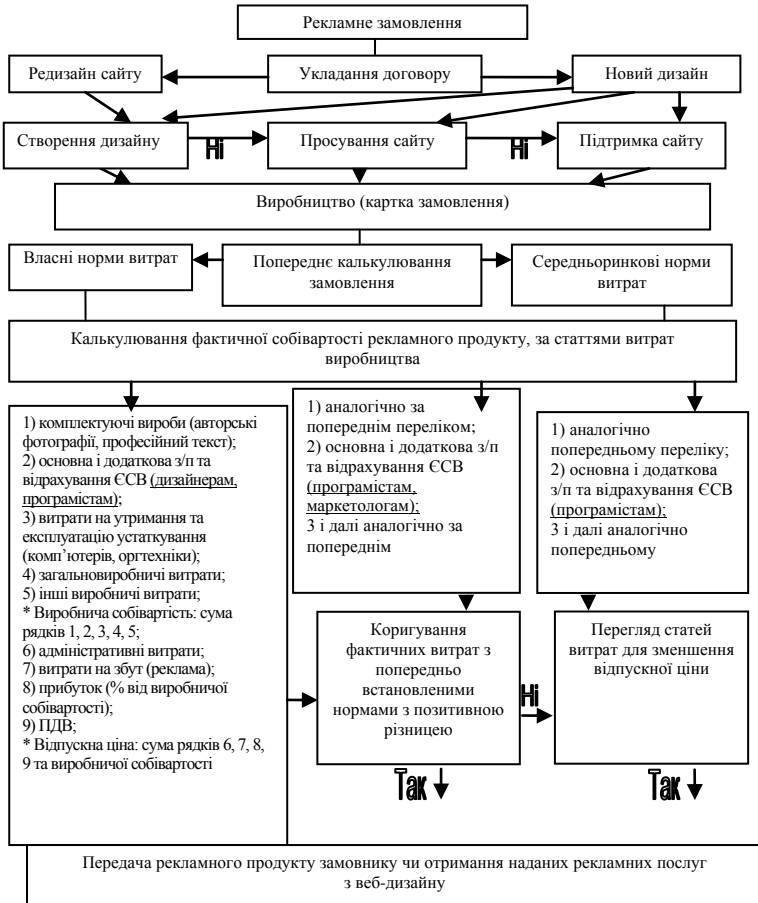 Рекламне замовлення
Редизайн сайту
Укладання договору
Новий дизайн
Створення дизайну
Ні
Просування сайту
Ні
Підтримка сайту
Виробництво (картка замовлення)
Власні норми витрат
Попереднє калькулювання
замовлення
Середньоринкові норми
витрат
Калькулювання фактичної собівартості рекламного продукту, за статтями витрат
виробництва
1) комплектуючі вироби (авторські
фотографії, професійний текст);
2) основна і додаткова з/п та
відрахування ЄСВ (дизайнерам,
програмістам);
3) витрати на утримання та
експлуатацію устаткування
(комп’ютерів, оргтехніки);
4) загальновиробничі витрати;
5) інші виробничі витрати;
* Виробнича собівартість: сума
рядків 1, 2, 3, 4, 5;
6) адміністративні витрати;
7) витрати на збут (реклама);
8) прибуток (% від виробничої
собівартості);
9) ПДВ;
* Відпускна ціна: сума рядків 6, 7, 8,
9 та виробничої собівартості
1) аналогічно за
попереднім переліком;
2) основна і додаткова з/п
та відрахування ЄСВ
(програмістам,
маркетологам);
3 і далі аналогічно за
попереднім
1) аналогічно
попередньому переліку;
2) основна і додаткова
з/п та відрахування ЄСВ
(програмістам);
3 і далі аналогічно
попередньому
Коригування
фактичних витрат з
попередньо
встановленими
нормами з позитивною
різницею
Ні
Перегляд статей
витрат для зменшення
відпускної ціни
Так
Так
Передача рекламного продукту замовнику чи отримання наданих рекламних послуг
з веб-дизайну